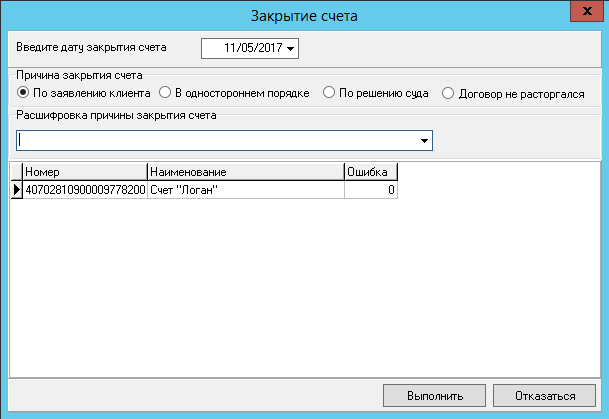 Закрытие счета
x
Введите дату закрытия счета 11/05/2017
Причина закрытия счета
По заявлению клиента В одностороннем порядке По решению суда Договор не расторгался
Расшифровка причины закрытия счета
Номер Наименование Ошибка
40702810900009778200 Счет "Логан" 0
Выполнить Отказаться